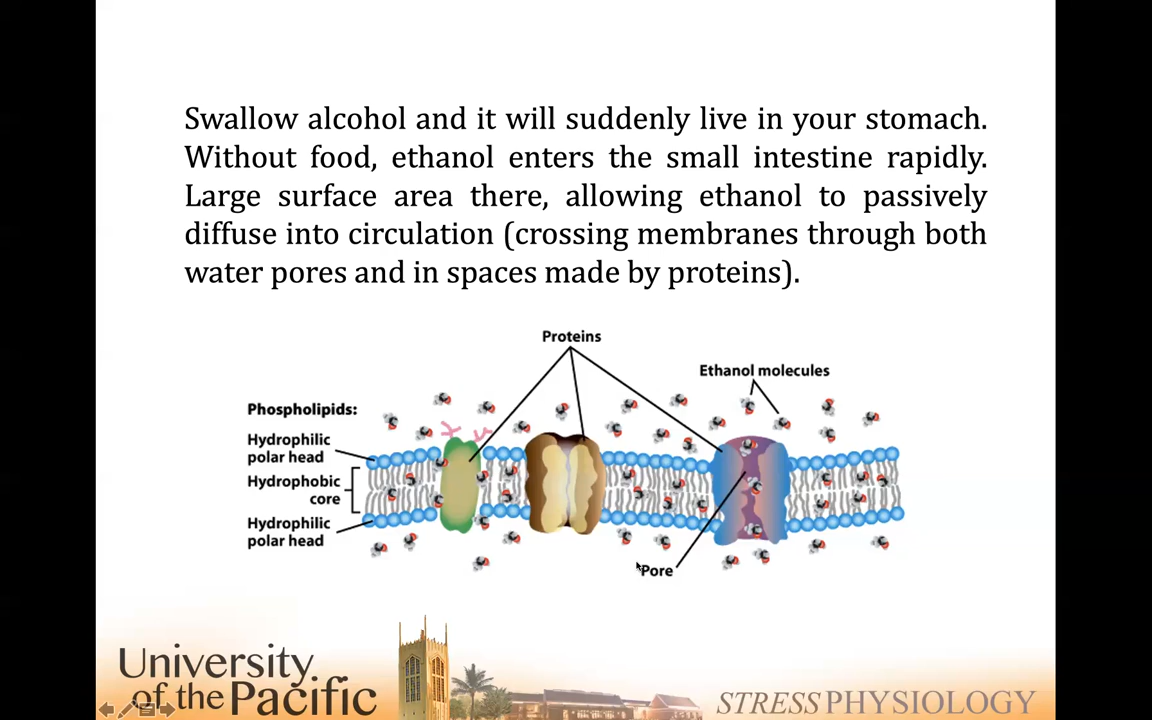 Swallow alcohol and it will suddenly live in your stomach.
Without food, ethanol enters the small intestine rapidly.
Large surface area there, allowing ethanol to passively
diffuse into circulation (crossing membranes through both
water pores and in spaces made by proteins).
Proteins
Ethanol molecules
Phospholipids:
Hydrophilic
polar head
Hydrophobic
core
Hydrophilic
polar head
Pore
University
of the Pacific
STRESSPHYSIOLOGY